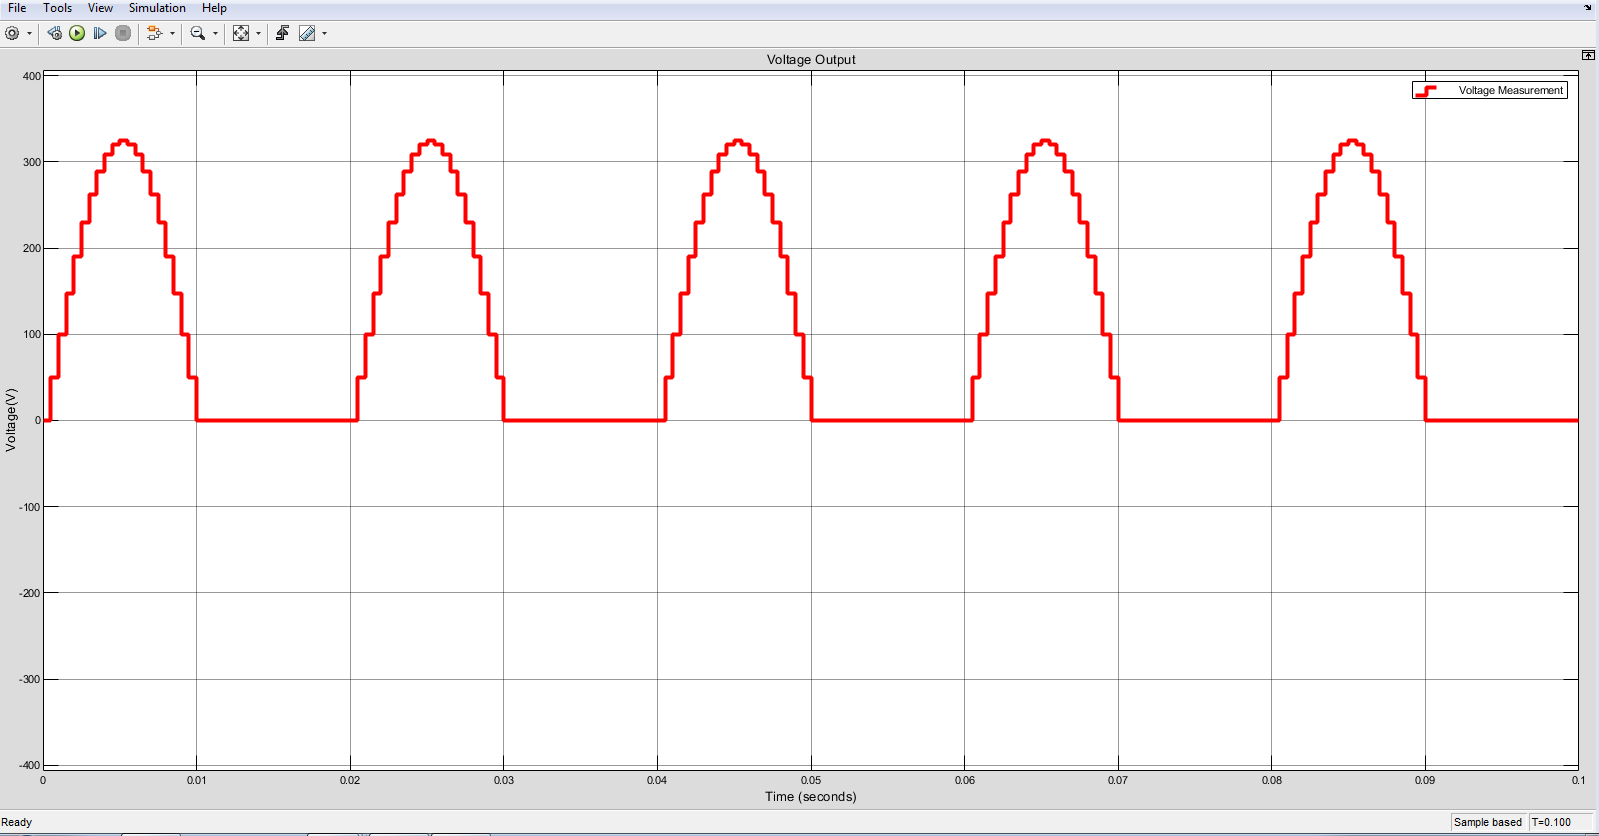 File Tools View Simulation Help
Voltage Output
Voltage Measurement
400
300
200
100
0
-100
-200
-300
-400
Voltage(V)
0 0.01 0.02 0.03 0.04 0.05 0.06 0.07 0.08 0.09 0.1
Time (seconds)
Ready
Sample based T=0.100